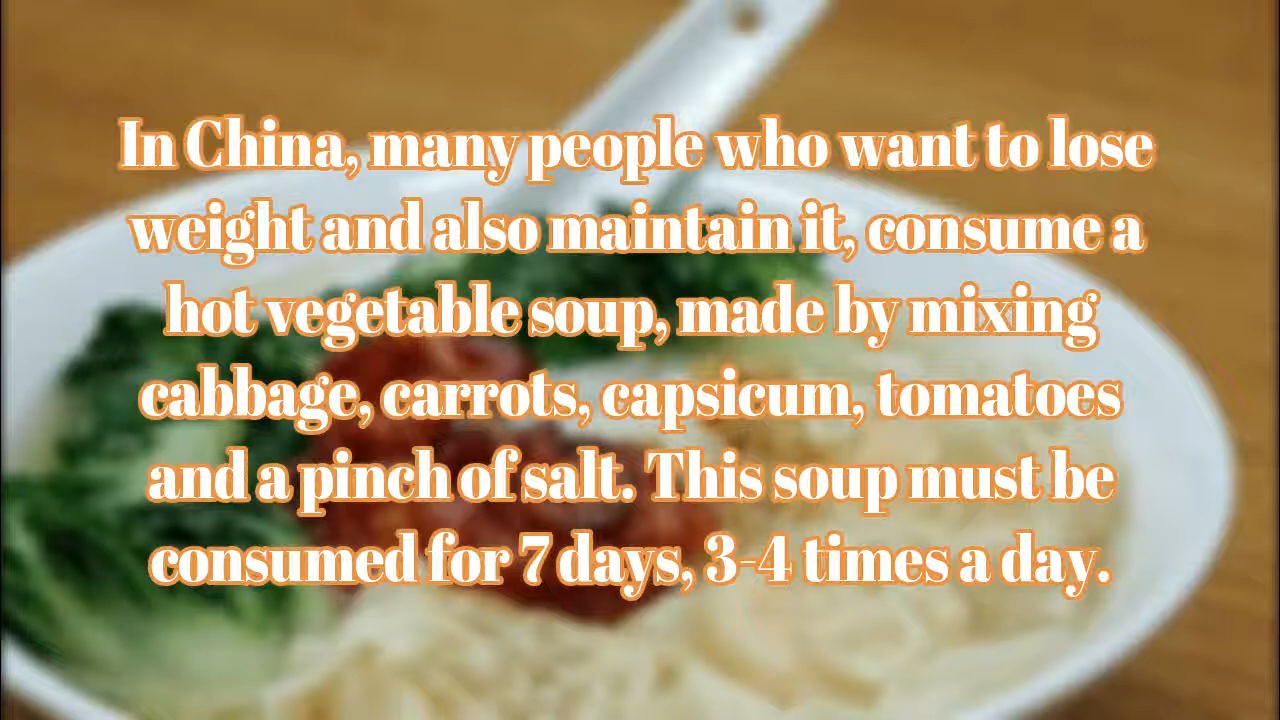 In China, many people who want to lose
weight and also maintain it, consume a
hot vegetable soup, made by mixing
cabbage, carrots, capsicum, tomatoes
and a pinch of salt. This soup must be
consumed for 7 days, 3-4 times a day.